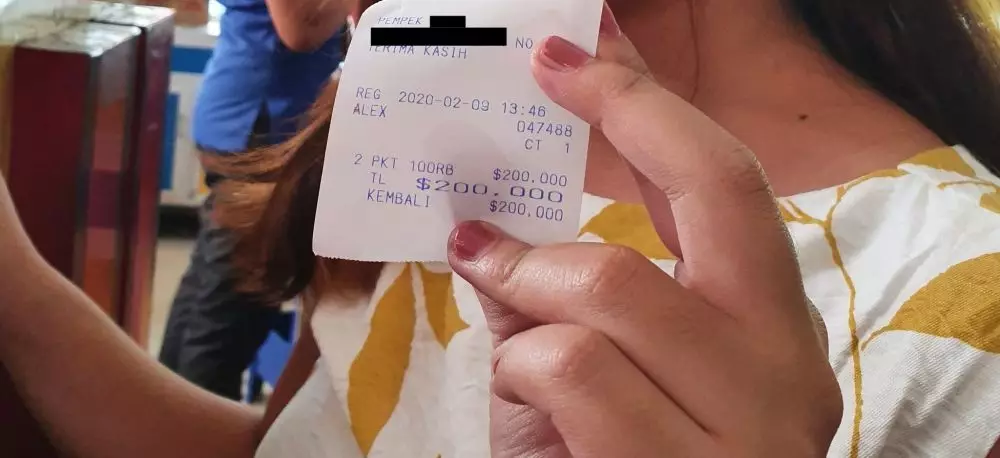 PEMPEK
NO
TERIMA KASIH
REG 2020-02-09 13:46
ALEX
047488
CT 1
2 PKT 100RB $200.000
TL $200.000
KEMBALI $200.000